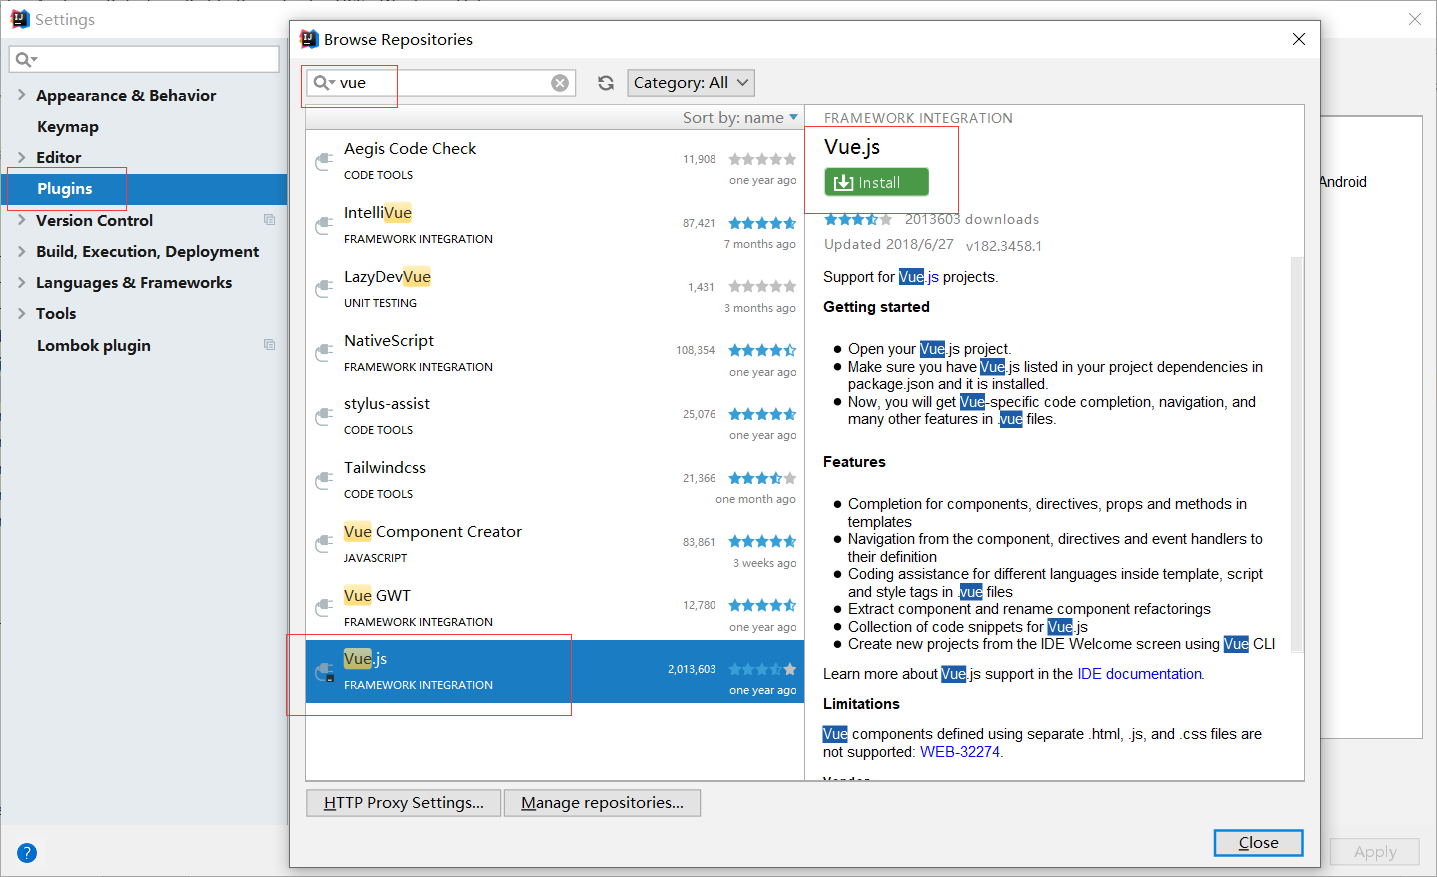 Settings
Appearance & Behavior
Keymap
Editor
Plugins
Version Control
Build, Execution, Deployment
Languages & Frameworks
Tools
Lombok plugin
?
Browse Repositories
vue
Category: All
Sort by: name
Aegis Code Check
CODE TOOLS
11,908
one year ago
IntelliVue
FRAMEWORK INTEGRATION
87,421
7 months ago
LazyDevVue
UNIT TESTING
1,431
3 months ago
NativeScript
FRAMEWORK INTEGRATION
108,354
one year ago
stylus-assist
CODE TOOLS
25,076
one year ago
Tailwindcss
CODE TOOLS
21,366
one month ago
Vue Component Creator
JAVASCRIPT
83,861
3 weeks ago
Vue GWT
FRAMEWORK INTEGRATION
12,780
one year ago
Vue.js
FRAMEWORK INTEGRATION
2,013,603
one year ago
FRAMEWORK INTEGRATION
Vue.js
Install
2013603 downloads
Updated 2018/6/27 v182.3458.1
Support for Vue.js projects.
Getting started
● Open your Vue.js project.
● Make sure you have Vue.js listed in your project dependencies in
package.json and it is installed.
● Now, you will get Vue-specific code completion, navigation, and
many other features in .vue files.
Features
● Completion for components, directives, props and methods in
templates
● Navigation from the component, directives and event handlers to
their definition
● Coding assistance for different languages inside template, script
and style tags in .vue files
● Extract component and rename component refactorings
● Collection of code snippets for Vue.js
● Create new projects from the IDE Welcome screen using Vue CLI
Learn more about Vue.js support in the IDE documentation.
Limitations
Vue components defined using separate .html, .js, and .css files are
not supported: WEB-32274.
HTTP Proxy Settings...
Manage repositories...
Close
Android
Apply